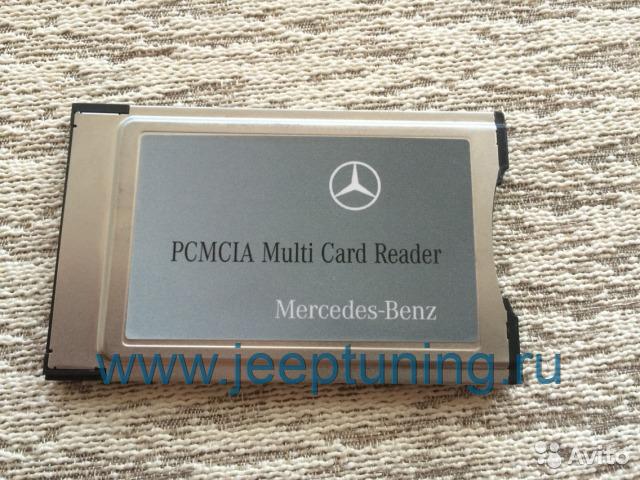 PCMCIA Multi Card Reader
Mercedes-Benz
www.jeeptuning.ru
Avito